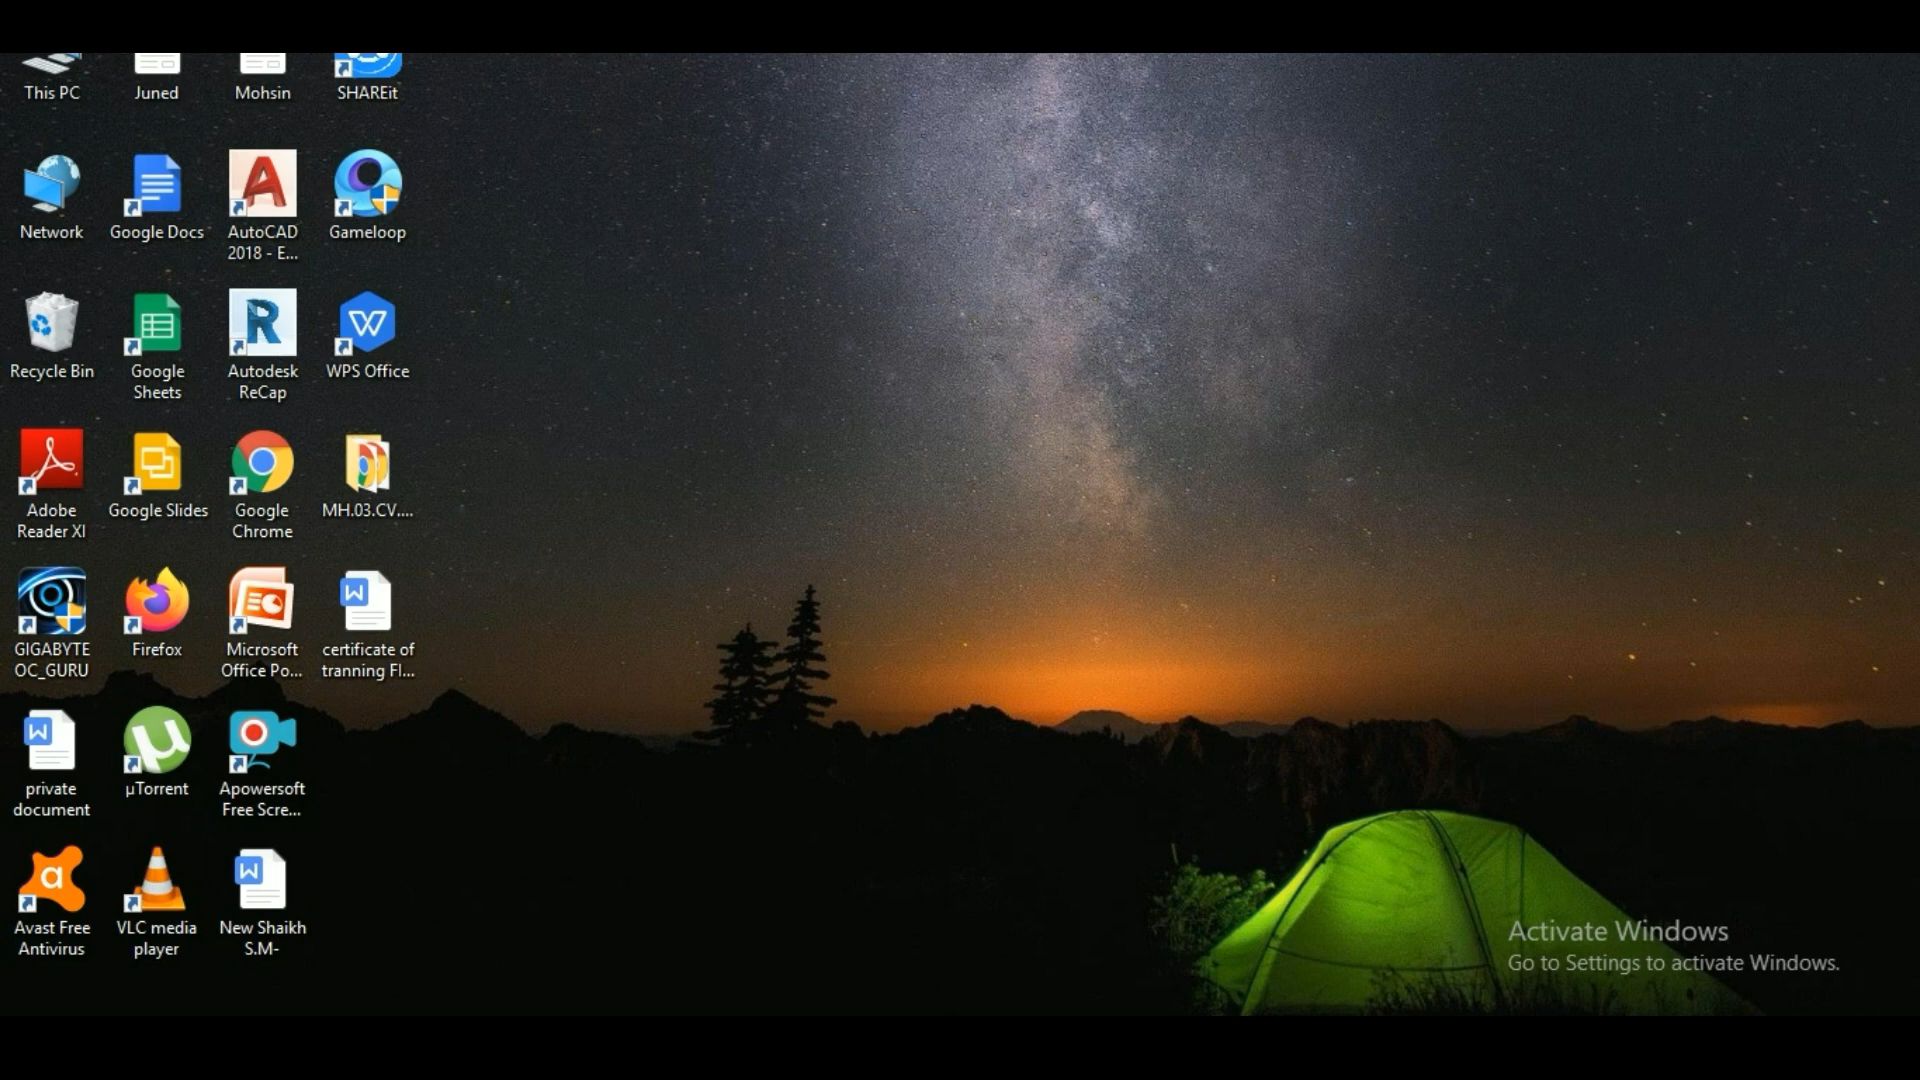 This PC
Juned
Mohsin
SHAREit
Network
Google Docs
AutoCAD
2018 - E...
Gameloop
Recycle Bin
Google
Sheets
Autodesk
ReCap
WPS Office
Adobe
Reader XI
Google Slides
Google
Chrome
MH.03.CV....
GIGABYTE
OC_GURU
Firefox
Microsoft
Office Po...
certificate of
tranning Fl...
private
document
µTorrent
Apowersoft
Free Scre...
Avast Free
Antivirus
VLC media
player
New Shaikh
S.M-
Activate Windows
Go to Settings to activate Windows.